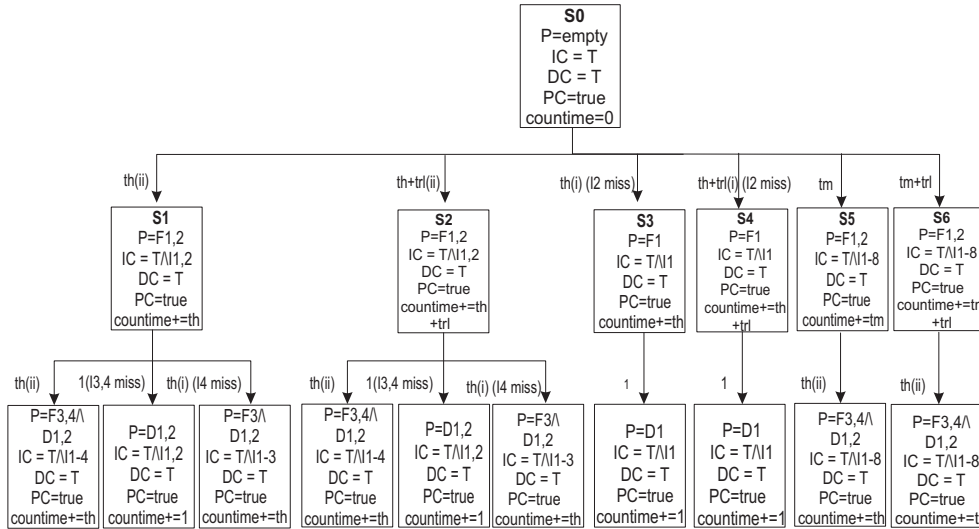 S0
P=empty
IC = T
DC = T
PC=true
countime=0
th(ii)
th+trl(ii)
th(i) (I2 miss)
th+trl(i) (I2 miss)
tm
tm+trl
S1
P=F1,2
IC = T/\I1,2
DC = T
PC=true
countime+=th
S2
P=F1,2
IC = T/\I1,2
DC = T
PC=true
countime+=th
+trl
S3
P=F1
IC = T/\I1
DC = T
PC=true
countime+=th
S4
P=F1
IC = T/\I1
DC = T
PC=true
countime+=th
+trl
S5
P=F1,2
IC = T/\I1-8
DC = T
PC=true
countime+=tm
S6
P=F1,2
IC = T/\I1-8
DC = T
PC=true
+trl
th(ii)
1(I3,4 miss)
th(i) (I4 miss)
th(ii)
1(I3,4 miss)
th(i) (I4 miss)
1
1
th(ii)
th(ii)
P=F3,4/\
D1,2
IC = T/\I1-4
DC = T
PC=true
countime+=th
P=D1,2
IC = T/\I1,2
DC = T
PC=true
countime+=1
P=F3/\
D1,2
IC = T/\I1-3
DC = T
PC=true
countime+=th
P=F3,4/\
D1,2
IC = T/\I1-4
DC = T
PC=true
countime+=th
P=D1,2
IC = T/\I1,2
DC = T
PC=true
countime+=1
P=F3/\
D1,2
IC = T/\I1-3
DC = T
PC=true
countime+=th
P=D1
IC = T/\I1
DC = T
PC=true
countime+=1
P=D1
IC = T/\I1
DC = T
PC=true
countime+=1
P=F3,4/\
D1,2
IC = T/\I1-8
DC = T
PC=true
countime+=th
P=F3,4/\
D1,2
IC = T/\I1-8
DC = T
PC=true